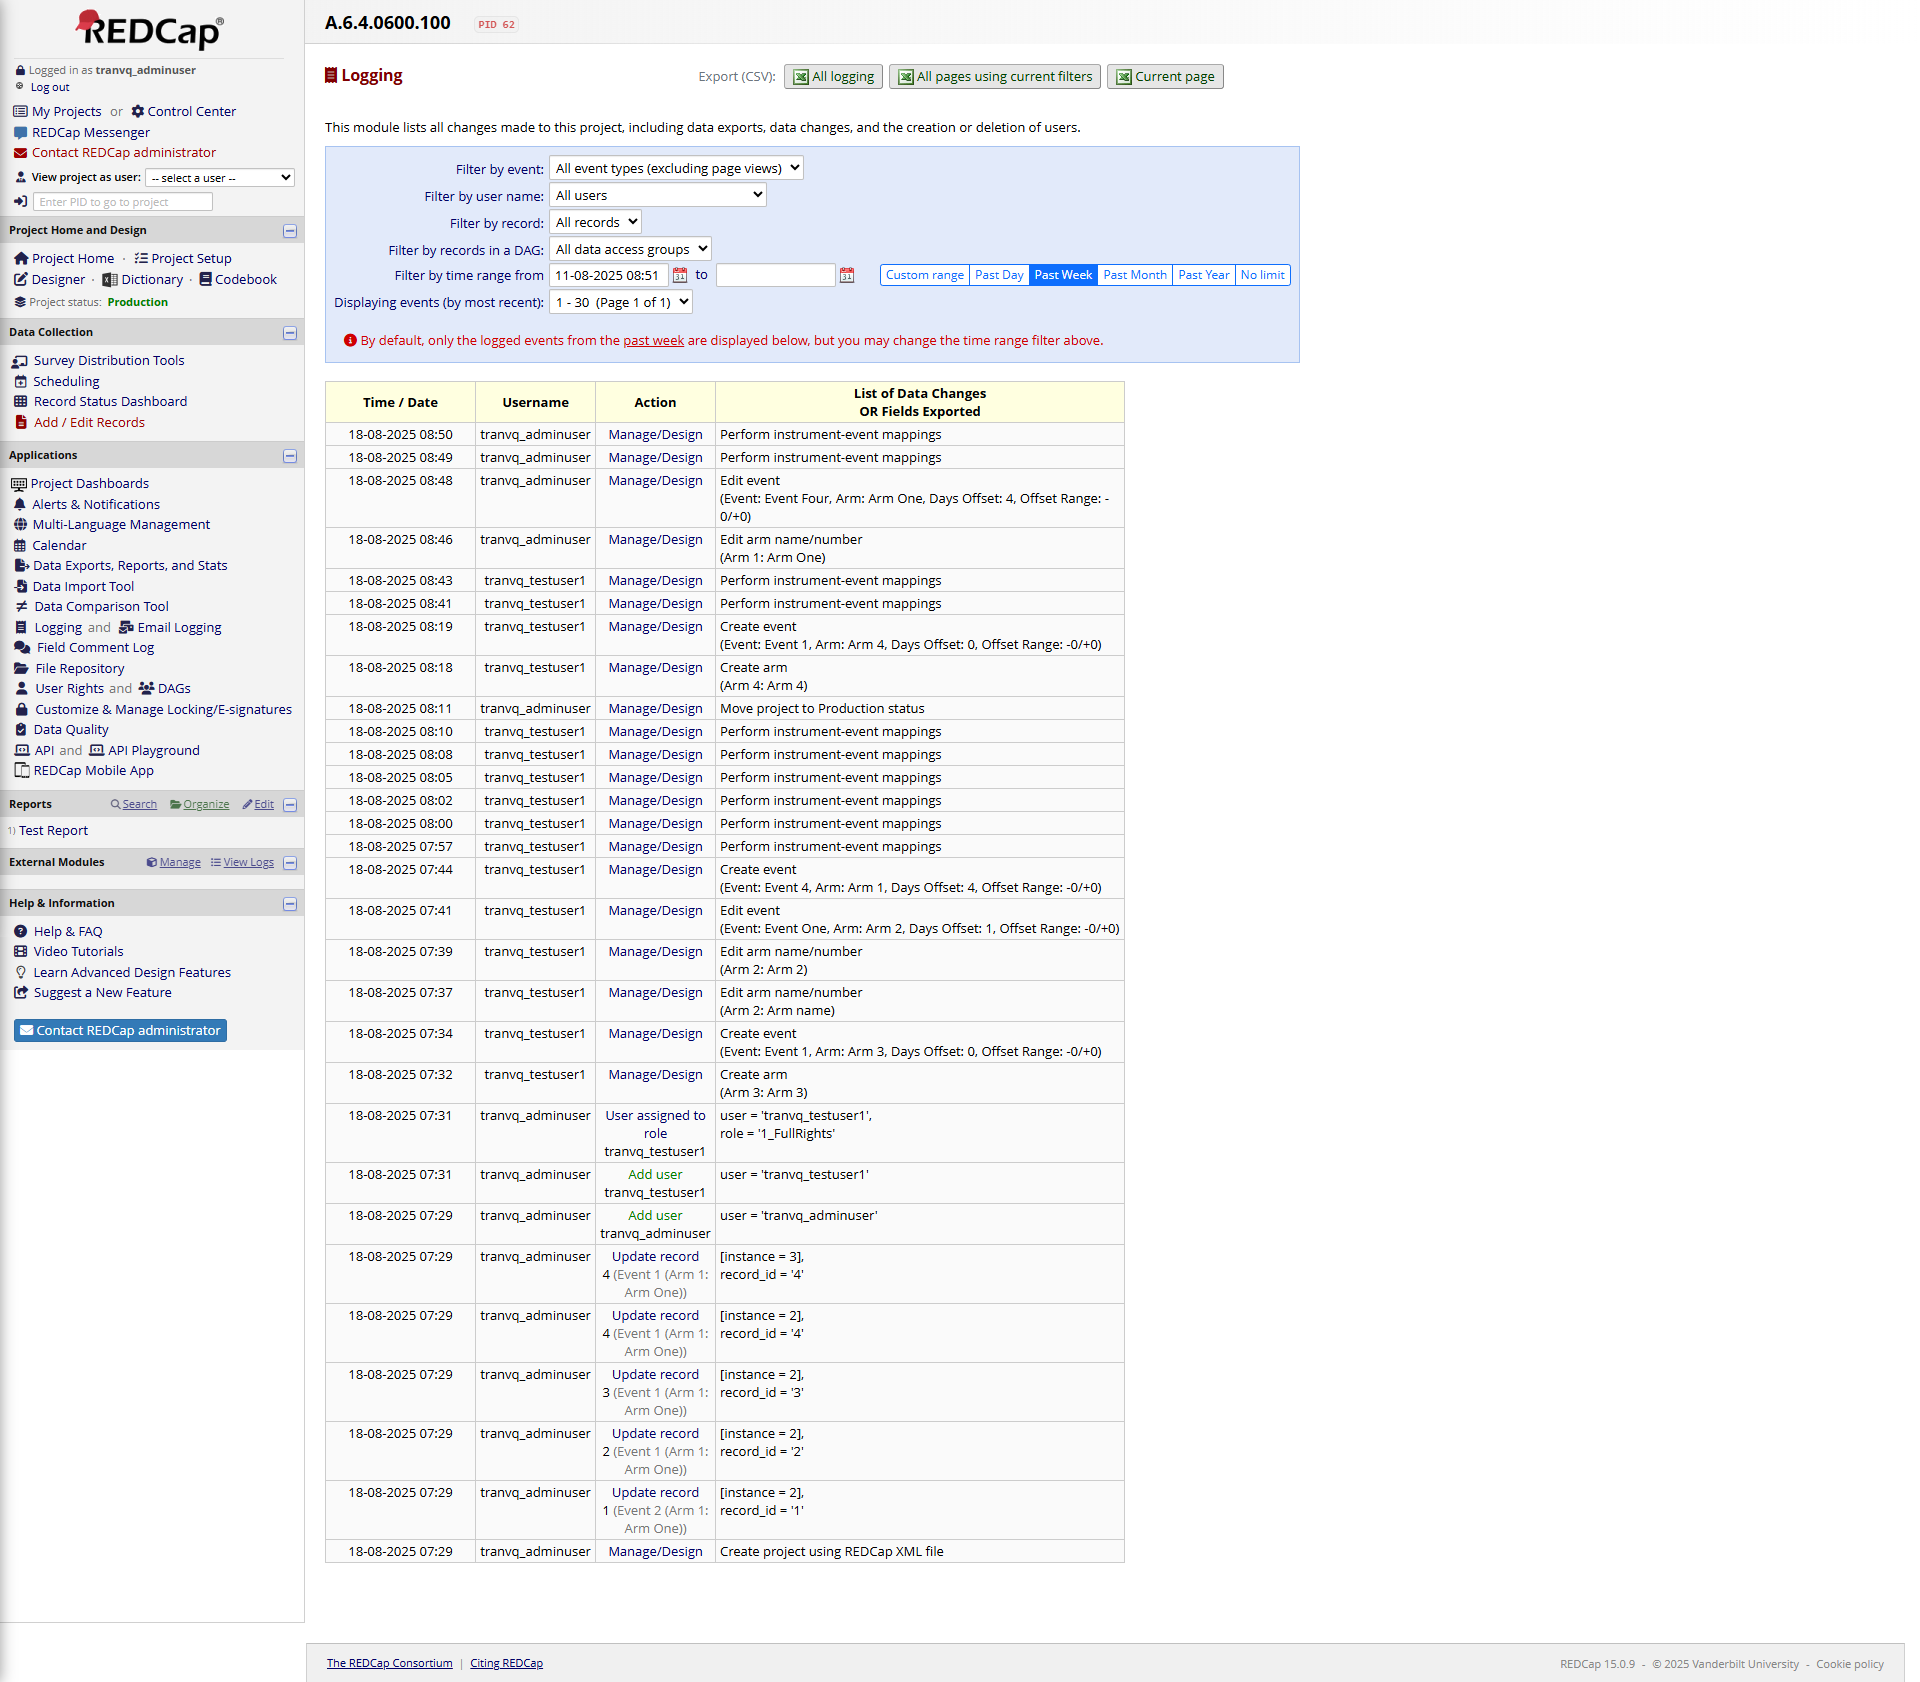 REDCap®
Logged in as tranvq_adminuser
Log out
My Projects or Control Center
REDCap Messenger
Contact REDCap administrator
View project as user: -- select a user --
Enter PID to go to project
Project Home and Design
Project Home · Project Setup
Designer · Dictionary · Codebook
Project status: Production
Data Collection
Survey Distribution Tools
Scheduling
Record Status Dashboard
Add / Edit Records
Applications
Project Dashboards
Alerts & Notifications
Multi-Language Management
Calendar
Data Exports, Reports, and Stats
Data Import Tool
Data Comparison Tool
Logging and Email Logging
Field Comment Log
File Repository
User Rights and DAGs
Customize & Manage Locking/E-signatures
Data Quality
API and API Playground
REDCap Mobile App
Reports Search Organize Edit
1) Test Report
External Modules Manage View Logs
Help & Information
Help & FAQ
Video Tutorials
Learn Advanced Design Features
Suggest a New Feature
Contact REDCap administrator
A.6.4.0600.100 PID 62
Logging Export (CSV): All logging All pages using current filters Current page
This module lists all changes made to this project, including data exports, data changes, and the creation or deletion of users.
Filter by event: All event types (excluding page views)
Filter by user name: All users
Filter by record: All records
Filter by records in a DAG: All data access groups
Filter by time range from 11-08-2025 08:51 to Custom range Past Day Past Week Past Month Past Year No limit
Displaying events (by most recent): 1 - 30 (Page 1 of 1)
By default, only the logged events from the past week are displayed below, but you may change the time range filter above.
Time / Date Username Action List of Data Changes
OR Fields Exported
18-08-2025 08:50 tranvq_adminuser Manage/Design Perform instrument-event mappings
18-08-2025 08:49 tranvq_adminuser Manage/Design Perform instrument-event mappings
18-08-2025 08:48 tranvq_adminuser Manage/Design Edit event
(Event: Event Four, Arm: Arm One, Days Offset: 4, Offset Range: -
0/+0)
18-08-2025 08:46 tranvq_adminuser Manage/Design Edit arm name/number
(Arm 1: Arm One)
18-08-2025 08:43 tranvq_testuser1 Manage/Design Perform instrument-event mappings
18-08-2025 08:41 tranvq_testuser1 Manage/Design Perform instrument-event mappings
18-08-2025 08:19 tranvq_testuser1 Manage/Design Create event
(Event: Event 1, Arm: Arm 4, Days Offset: 0, Offset Range: -0/+0)
18-08-2025 08:18 tranvq_testuser1 Manage/Design Create arm
(Arm 4: Arm 4)
18-08-2025 08:11 tranvq_adminuser Manage/Design Move project to Production status
18-08-2025 08:10 tranvq_testuser1 Manage/Design Perform instrument-event mappings
18-08-2025 08:08 tranvq_testuser1 Manage/Design Perform instrument-event mappings
18-08-2025 08:05 tranvq_testuser1 Manage/Design Perform instrument-event mappings
18-08-2025 08:02 tranvq_testuser1 Manage/Design Perform instrument-event mappings
18-08-2025 08:00 tranvq_testuser1 Manage/Design Perform instrument-event mappings
18-08-2025 07:57 tranvq_testuser1 Manage/Design Perform instrument-event mappings
18-08-2025 07:44 tranvq_testuser1 Manage/Design Create event
(Event: Event 4, Arm: Arm 1, Days Offset: 4, Offset Range: -0/+0)
18-08-2025 07:41 tranvq_testuser1 Manage/Design Edit event
(Event: Event One, Arm: Arm 2, Days Offset: 1, Offset Range: -0/+0)
18-08-2025 07:39 tranvq_testuser1 Manage/Design Edit arm name/number
(Arm 2: Arm 2)
18-08-2025 07:37 tranvq_testuser1 Manage/Design Edit arm name/number
(Arm 2: Arm name)
18-08-2025 07:34 tranvq_testuser1 Manage/Design Create event
(Event: Event 1, Arm: Arm 3, Days Offset: 0, Offset Range: -0/+0)
18-08-2025 07:32 tranvq_testuser1 Manage/Design Create arm
(Arm 3: Arm 3)
18-08-2025 07:31 tranvq_adminuser User assigned to user = 'tranvq_testuser1',
role role = '1_FullRights'
tranvq_testuser1
18-08-2025 07:31 tranvq_adminuser Add user user = 'tranvq_testuser1'
tranvq_testuser1
18-08-2025 07:29 tranvq_adminuser Add user user = 'tranvq_adminuser'
tranvq_adminuser
18-08-2025 07:29 tranvq_adminuser Update record [instance = 3],
4 (Event 1 (Arm 1: record_id = '4'
Arm One))
18-08-2025 07:29 tranvq_adminuser Update record [instance = 2],
4 (Event 1 (Arm 1: record_id = '4'
Arm One))
18-08-2025 07:29 tranvq_adminuser Update record [instance = 2],
3 (Event 1 (Arm 1: record_id = '3'
Arm One))
18-08-2025 07:29 tranvq_adminuser Update record [instance = 2],
2 (Event 1 (Arm 1: record_id = '2'
Arm One))
18-08-2025 07:29 tranvq_adminuser Update record [instance = 2],
1 (Event 2 (Arm 1: record_id = '1'
Arm One))
18-08-2025 07:29 tranvq_adminuser Manage/Design Create project using REDCap XML file
The REDCap Consortium | Citing REDCap REDCap 15.0.9 - © 2025 Vanderbilt University - Cookie policy